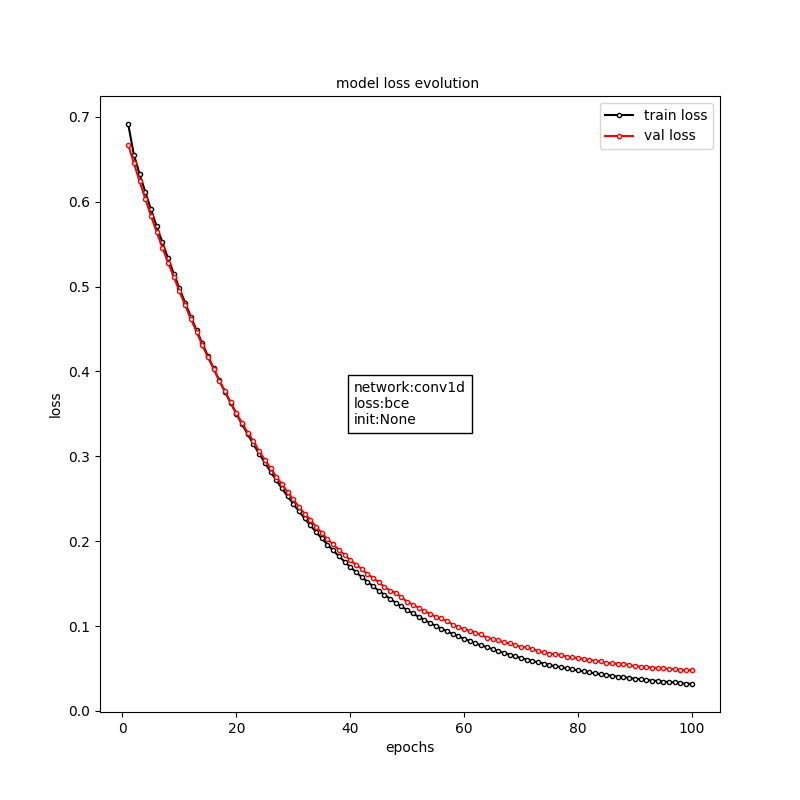 model loss evolution
train loss
val loss
0.7
0.6
0.5
0.4
0.3
0.2
0.1
0.0
loss
network:conv1d
loss:bce
init:None
0 20 40 60 80 100
epochs